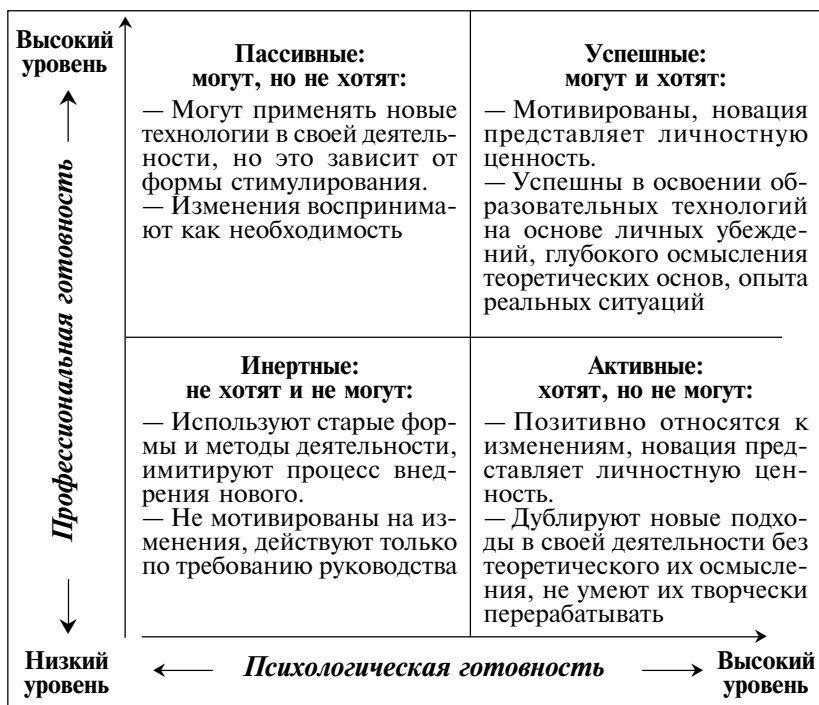 Высокий
уровень
Пассивные:
могут, но не хотят:
— Могут применять новые
технологии в своей деятель-
ности, но это зависит от
формы стимулирования.
— Изменения воспринима-
ют как необходимость
Успешные:
могут и хотят:
— Мотивированы, новация
представляет личностную
ценность.
— Успешны в освоении об-
разовательных технологий
на основе личных убежде-
ний, глубокого осмысления
теоретических основ, опыта
реальных ситуаций
Профессиональная готовность
Инертные:
не хотят и не могут:
— Используют старые фор-
мы и методы деятельности,
имитируют процесс внед-
рения нового.
— Не мотивированы на из-
менения, действуют только
по требованию руководства
Активные:
хотят, но не могут:
— Позитивно относятся к
изменениям, новация пред-
ставляет личностную цен-
ность.
— Дублируют новые подхо-
ды в своей деятельности без
теоретического их осмысле-
ния, не умеют их творчески
перерабатывать
Низкий
уровень
Психологическая готовность
Высокий
уровень